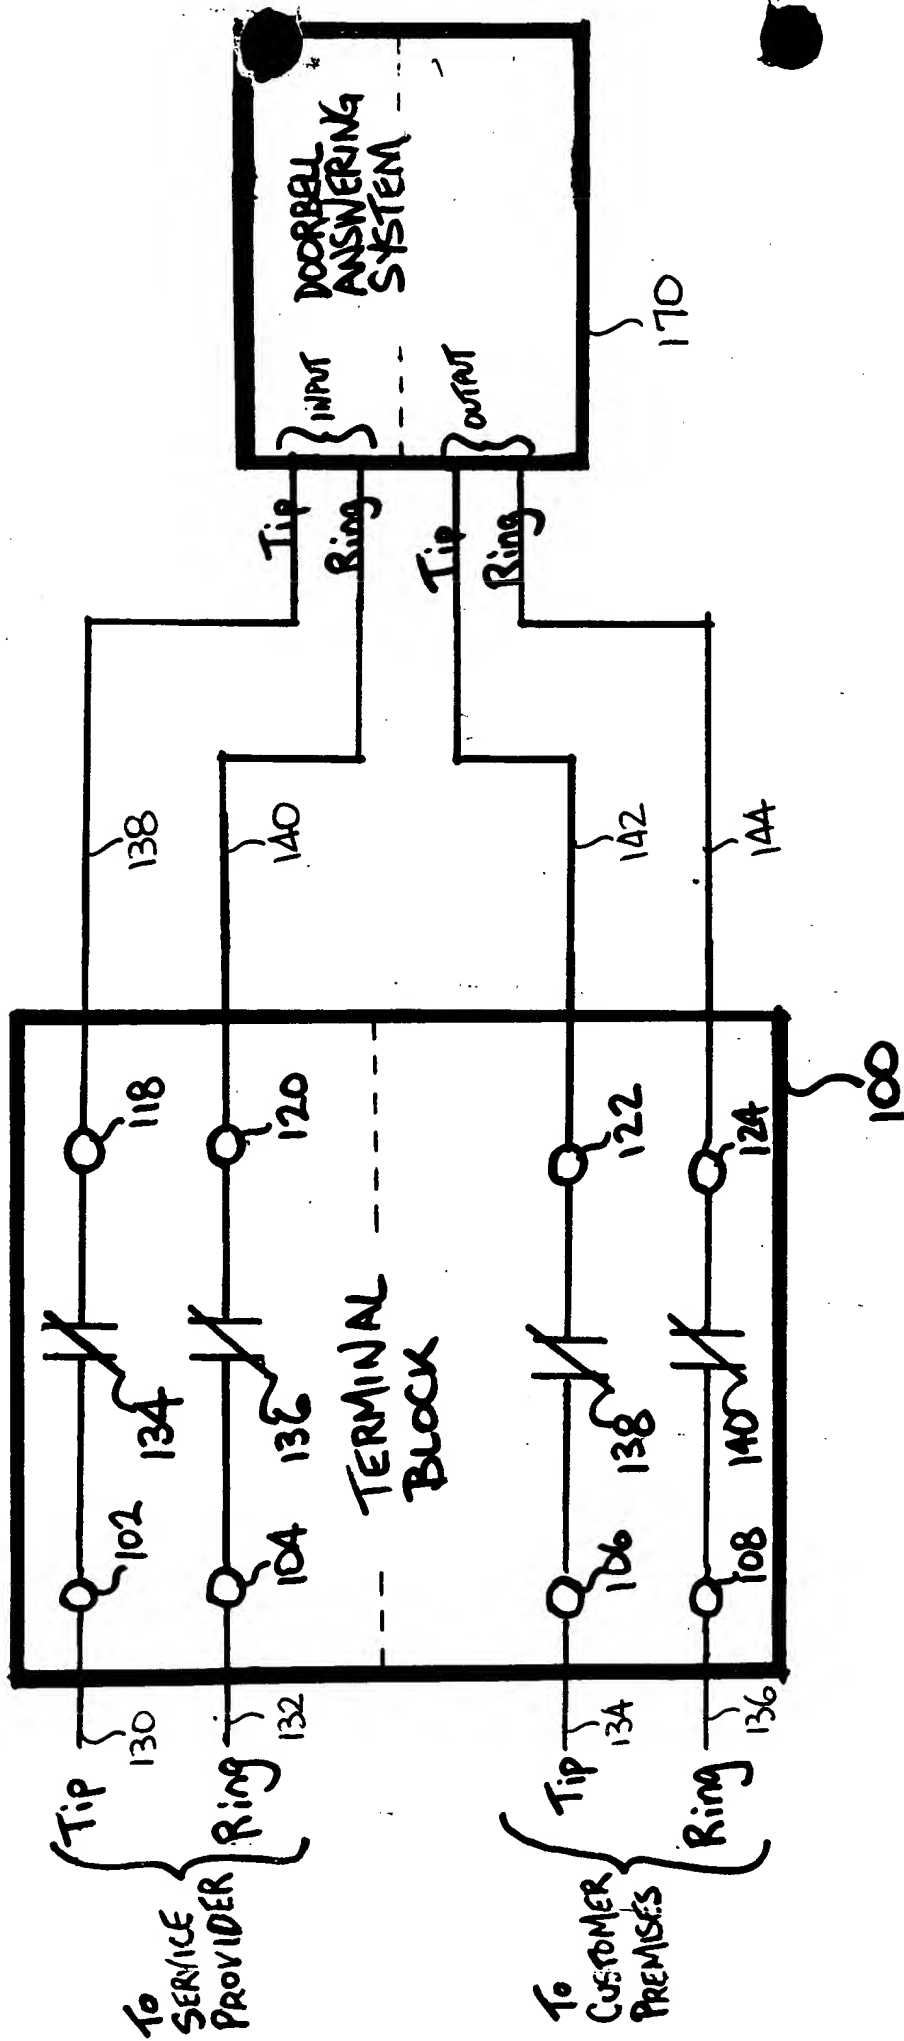 To
SERVICE
PROVIDER
Tip
130
Ring
132
102
134
118
138
104
136
120
140
TERMINAL
BLOCK
To
CUSTOMER
PREMISES
Tip
134
Ring
136
106
138
122
142
108
140
124
144
100
Tip
Ring
Tip
Ring
INPUT
OUTPUT
DOORBELL
ANSWERING
SYSTEM
170